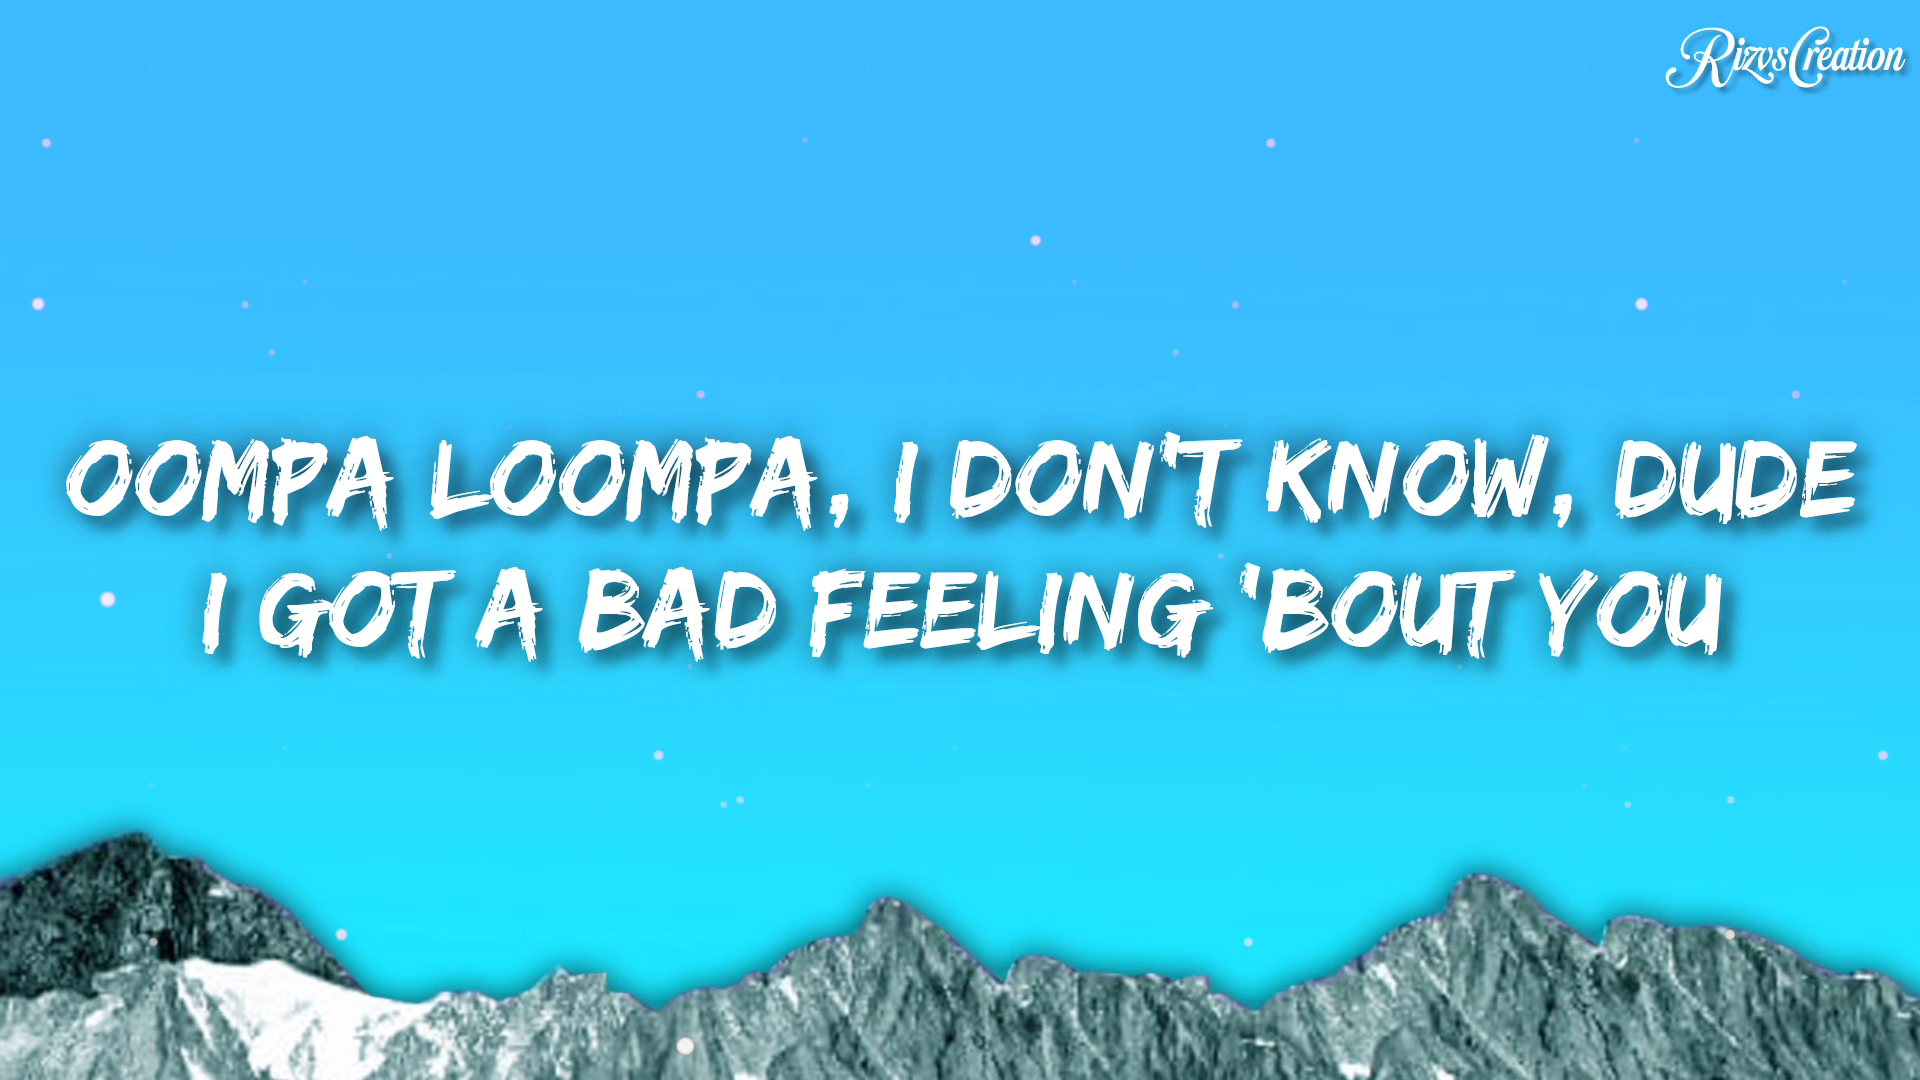 RizvsCreation
OOMPA LOOMPA, I DON'T KNOW, DUDE
I GOT A BAD FEELING 'BOUT YOU